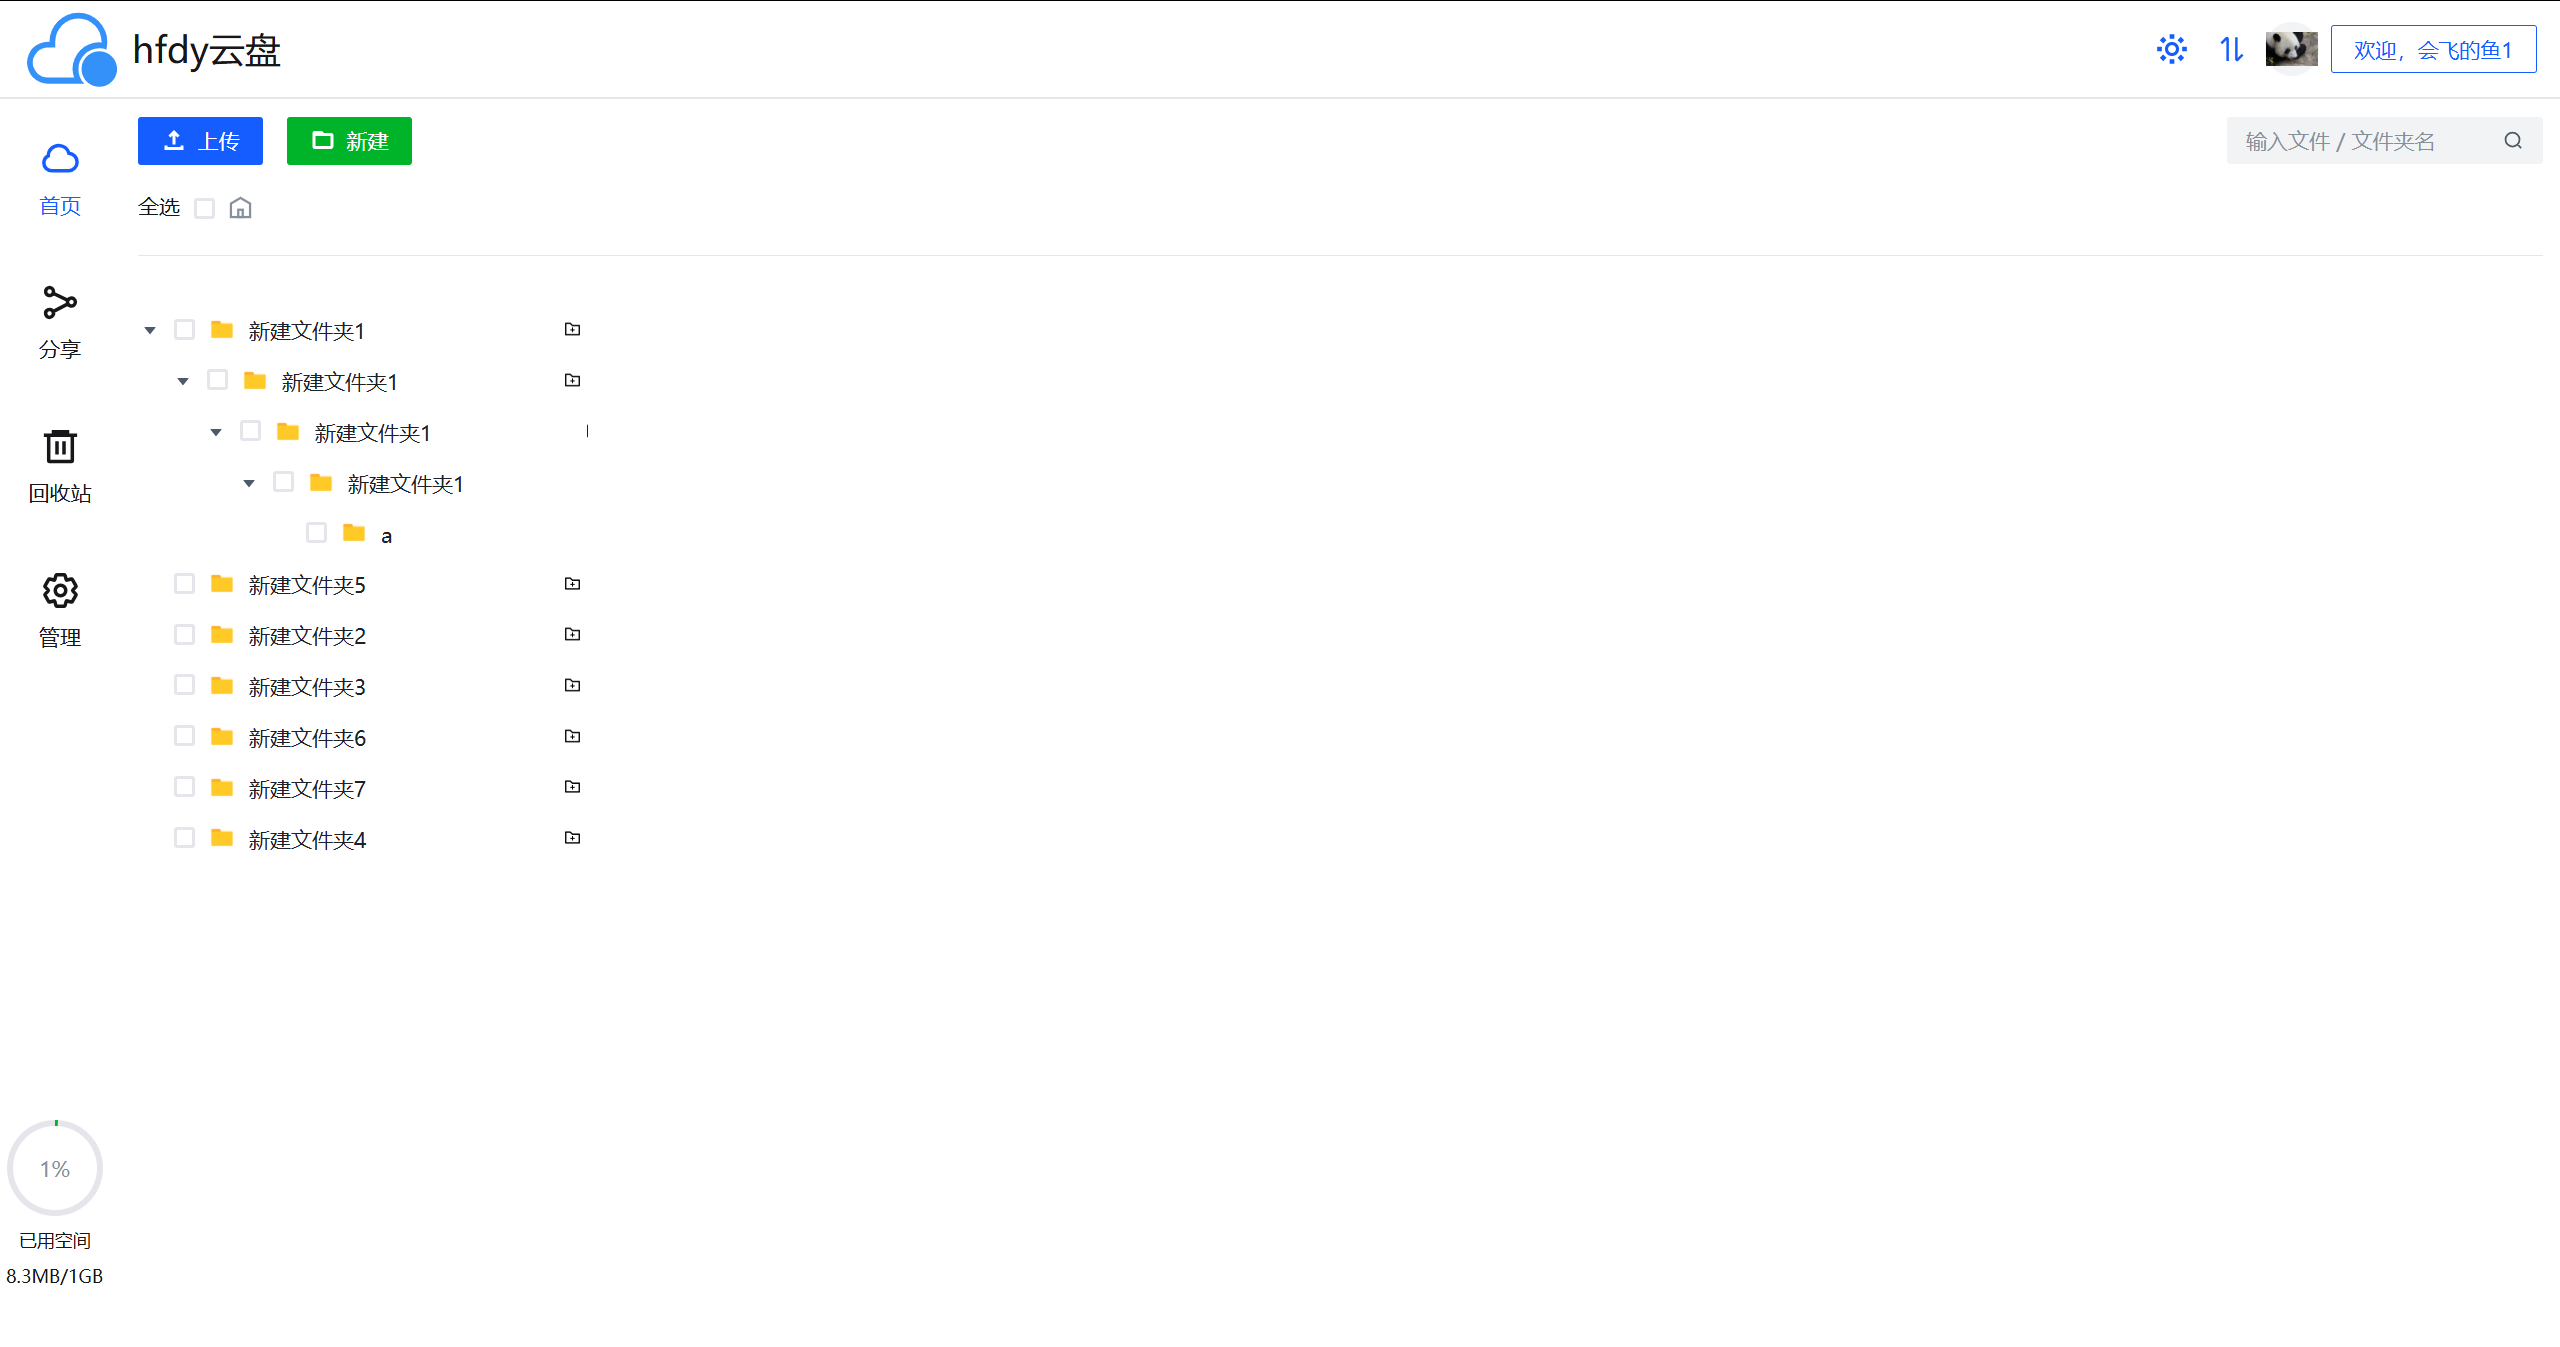 hfdy云盘
欢迎，会飞的鱼1
上传
新建
输入文件 / 文件夹名
首页
全选
分享
回收站
管理
新建文件夹1
新建文件夹1
新建文件夹1
新建文件夹1
a
新建文件夹5
新建文件夹2
新建文件夹3
新建文件夹6
新建文件夹7
新建文件夹4
1%
已用空间
8.3MB/1GB